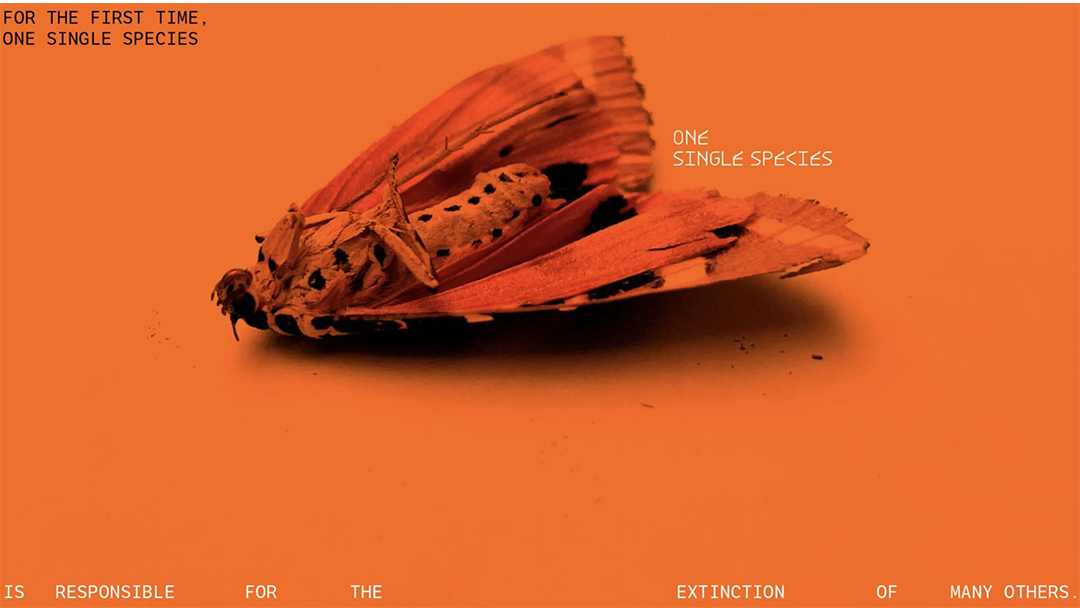 FOR THE FIRST TIME,
ONE SINGLE SPECIES
ONE
SINGLE SPECIES
IS RESPONSIBLE FOR THE EXTINCTION OF MANY OTHERS.